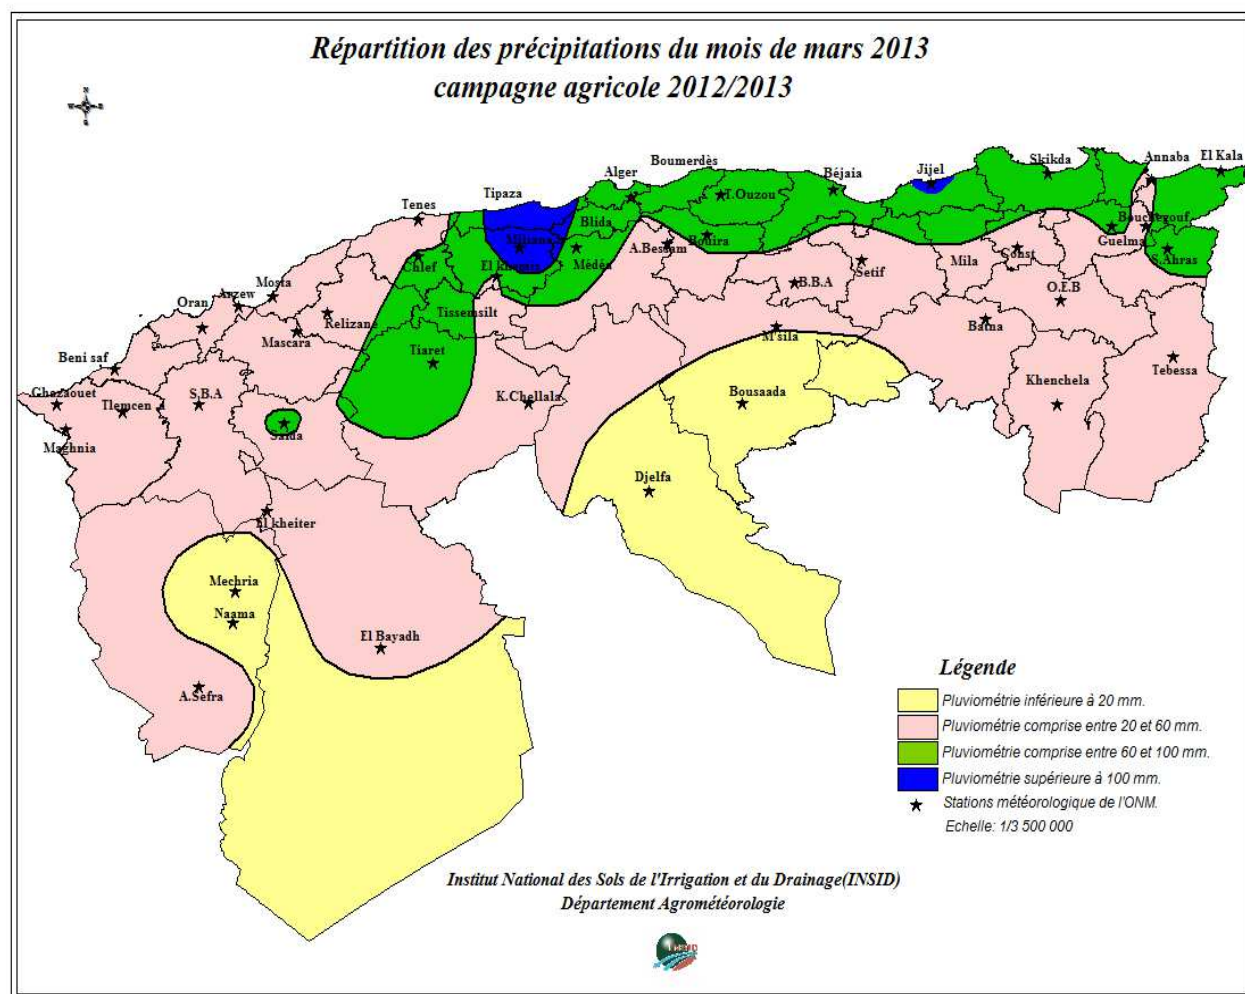 Répartition des précipitations du mois de mars 2013
campagne agricole 2012/2013
N
W
E
S
Skikda
Annaba
El Kala
Boumerdès
Alger
Béjaia
Jijel
Tipaza
T.Ouzou
Tenes
Blida
Bouchegouf
Miliana
Médéa
A.Bessam
Bouira
Guelma
Chlef
El khemis
Setif
Mila
Const
S.Ahras
Mosta
Arzew
Oran
B.B.A
O.E.B
Relizane
Tissemsilt
Mascara
M'sila
Batna
Beni saf
Tiaret
Tebessa
Ghazaouet
Tlemcen
S.B.A
K.Chellala
Bousaada
Khenchela
Saida
Maghnia
Djelfa
El kheiter
Mechria
Naama
El Bayadh
A.Sefra
Légende
Pluviométrie inférieure à 20 mm.
Pluviométrie comprise entre 20 et 60 mm.
Pluviométrie comprise entre 60 et 100 mm.
Pluviométrie supérieure à 100 mm.
Stations météorologique de l'ONM.
Echelle: 1/3 500 000
Institut National des Sols de l'Irrigation et du Drainage(INSID)
Département Agrométéorologie